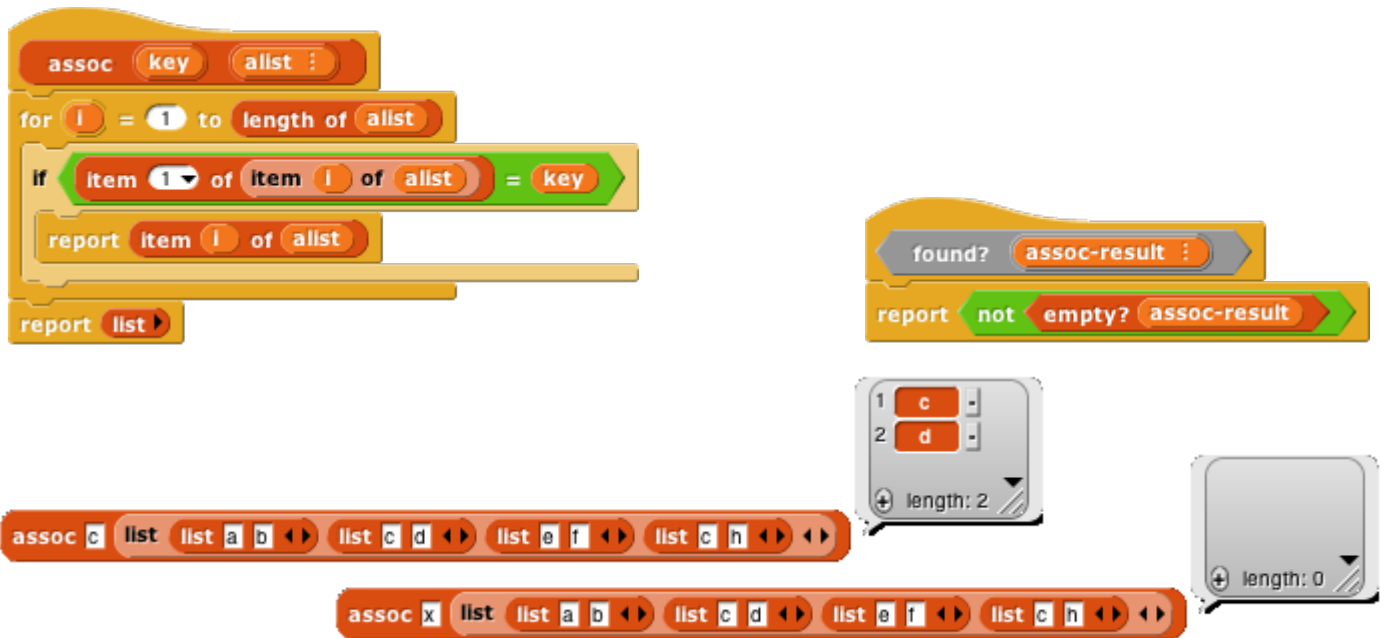 assoc key alist ⋮
for i = 1 to length of alist
if item 1 of item i of alist = key
report item i of alist
report list
found? assoc-result ⋮
report not empty? assoc-result
1 c -
2 d -
+ length: 2
assoc c list list a b list c d list e f list c h
+ length: 0
assoc x list list a b list c d list e f list c h